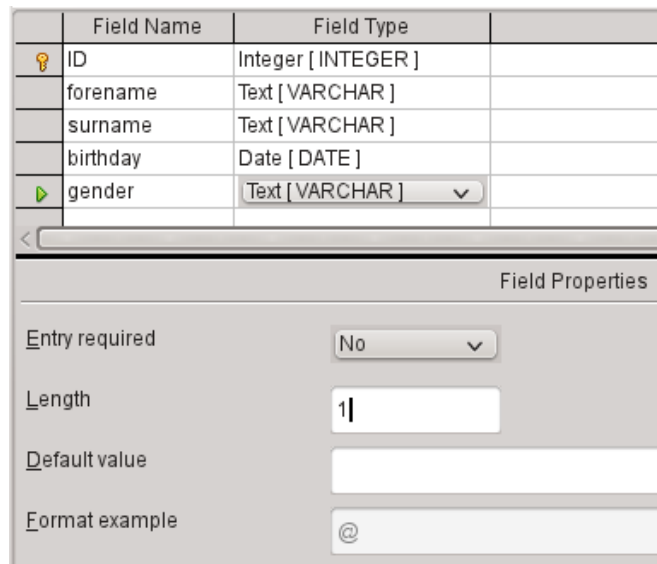 Field Name Field Type
ID Integer [ INTEGER ]
forename Text [ VARCHAR ]
surname Text [ VARCHAR ]
birthday Date [ DATE ]
gender Text [ VARCHAR ]
Field Properties
Entry required No
Length 1
Default value
Format example @